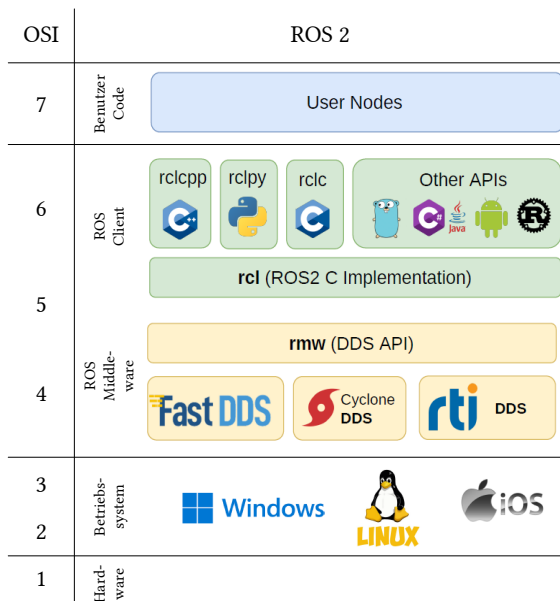 OSI
ROS 2
7
Benutzer
Code
User Nodes
6
ROS
Client
rclcpp
rclpy
rclc
Other APIs
C++
C
C#
Java
R
5
rcl (ROS2 C Implementation)
4
ROS
Middle-
ware
rmw (DDS API)
Fast DDS
Cyclone
DDS
rti
DDS
3
2
Betriebs-
system
Windows
LINUX
iOS
1
Hard-
ware